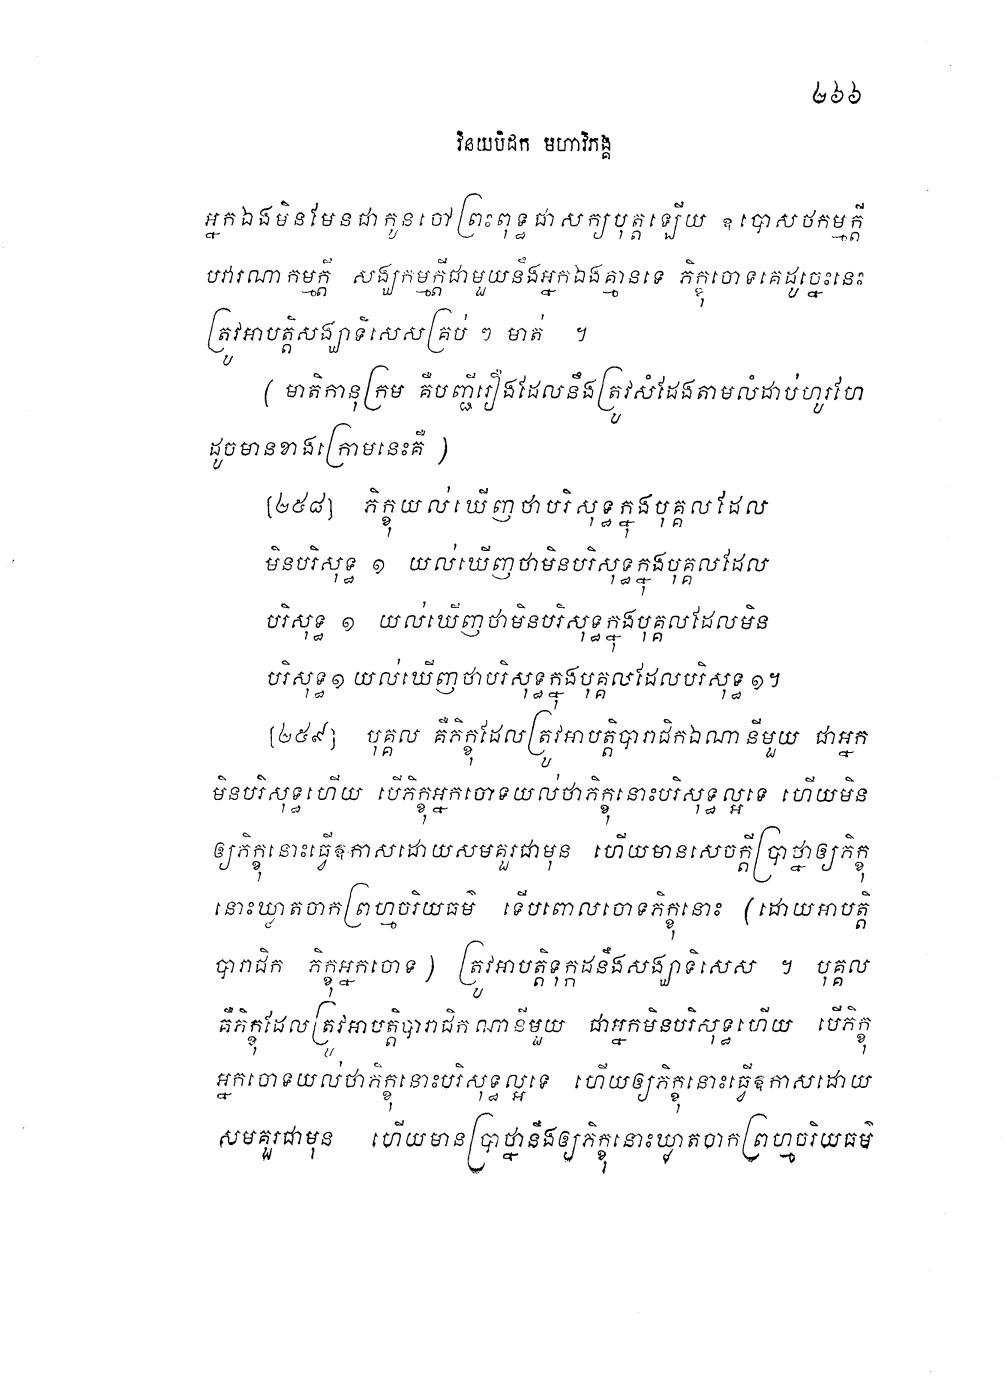 ២៦៦
វិនយបិដក មហាវិភង្គ
អ្នកឯងមិនមែនជាកូនចៅព្រះពុទ្ធជាសក្យបុត្តឡើយ ឧបោសថកម្មក្តី
បវារណាកម្មក្តី សង្ឃកម្មក្តីជាមួយនឹងអ្នកឯងគ្មានទេ ភិក្ខុចោទគេដូច្នេះនេះ
ត្រូវអាបត្តិសង្ឃាទិសេសគ្រប់ ៗ មាត់ ។
( មាតិកានុក្រម គឺបញ្ជីរឿងដែលនឹងត្រូវសំដែងតាមលំដាប់ហូរហែ
ដូចមានខាងក្រោមនេះគឺ )
[២៥៨] ភិក្ខុយល់ឃើញថាបរិសុទ្ធក្នុងបុគ្គលដែល
មិនបរិសុទ្ធ ១ យល់ឃើញថាមិនបរិសុទ្ធក្នុងបុគ្គលដែល
បរិសុទ្ធ ១ យល់ឃើញថាមិនបរិសុទ្ធក្នុងបុគ្គលដែលមិន
បរិសុទ្ធ១ យល់ឃើញថាបរិសុទ្ធក្នុងបុគ្គលដែលបរិសុទ្ធ ១។
[២៥៩] បុគ្គល គឺភិក្ខុដែលត្រូវអាបត្តិបារាជិកឯណានីមួយ ជាអ្នក
មិនបរិសុទ្ធហើយ បើភិក្ខុអ្នកចោទយល់ថាភិក្ខុនោះបរិសុទ្ធល្អទេ ហើយមិន
ឲ្យភិក្ខុនោះធ្វើឱកាសដោយសមគួរជាមុន ហើយមានសេចក្តីប្រាថ្នាឲ្យភិក្ខុ
នោះឃ្លាតចាកព្រហ្មចរិយធម៌ ទើបពោលចោទភិក្ខុនោះ (ដោយអាបត្តិ
បារាជិក ភិក្ខុអ្នកចោទ) ត្រូវអាបត្តិទុក្កដនឹងសង្ឃាទិសេស ។ បុគ្គល
គឺភិក្ខុដែលត្រូវអាបត្តិបារាជិកណានីមួយ ជាអ្នកមិនបរិសុទ្ធហើយ បើភិក្ខុ
អ្នកចោទយល់ថាភិក្ខុនោះបរិសុទ្ធល្អទេ ហើយឲ្យភិក្ខុនោះធ្វើឱកាសដោយ
សមគួរជាមុន ហើយមានប្រាថ្នានឹងឲ្យភិក្ខុនោះឃ្លាតចាកព្រហ្មចរិយធម៌